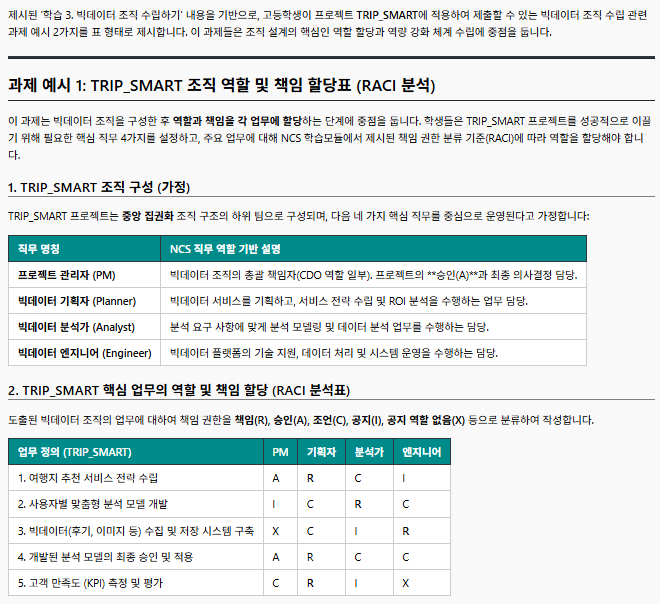 제시된 '학습 3. 빅데이터 조직 수립하기' 내용을 기반으로, 고등학생이 프로젝트 TRIP_SMART에 적용하여 제출할 수 있는 빅데이터 조직 수립 관련
과제 예시 2가지를 표 형태로 제시합니다. 이 과제들은 조직 설계의 핵심인 역할 할당과 역량 강화 체계 수립에 중점을 둡니다.
과제 예시 1: TRIP_SMART 조직 역할 및 책임 할당표 (RACI 분석)
이 과제는 빅데이터 조직을 구성한 후 역할과 책임을 각 업무에 할당하는 단계에 중점을 둡니다. 학생들은 TRIP_SMART 프로젝트를 성공적으로 이끌
기 위해 필요한 핵심 직무 4가지를 설정하고, 주요 업무에 대해 NCS 학습모듈에서 제시된 책임 권한 분류 기준(RACI)에 따라 역할을 할당해야 합니
다.
1. TRIP_SMART 조직 구성 (가정)
TRIP_SMART 프로젝트는 중앙 집권화 조직 구조의 하위 팀으로 구성되며, 다음 네 가지 핵심 직무를 중심으로 운영된다고 가정합니다:
직무 명칭 NCS 직무 역할 기반 설명
프로젝트 관리자 (PM) 빅데이터 조직의 총괄 책임자(CDO 역할 일부). 프로젝트의 **승인(A)**과 최종 의사결정 담당.
빅데이터 기획자 (Planner) 빅데이터 서비스를 기획하고, 서비스 전략 수립 및 ROI 분석을 수행하는 업무 담당.
빅데이터 분석가 (Analyst) 분석 요구 사항에 맞게 분석 모델링 및 데이터 분석 업무를 수행하는 담당.
빅데이터 엔지니어 (Engineer) 빅데이터 플랫폼의 기술 지원, 데이터 처리 및 시스템 운영을 수행하는 담당.
2. TRIP_SMART 핵심 업무의 역할 및 책임 할당 (RACI 분석표)
도출된 빅데이터 조직의 업무에 대하여 책임 권한을 책임(R), 승인(A), 조언(C), 공지(I), 공지 역할 없음(X) 등으로 분류하여 작성합니다.
업무 정의 (TRIP_SMART) PM 기획자 분석가 엔지니어
1. 여행지 추천 서비스 전략 수립 A R C I
2. 사용자별 맞춤형 분석 모델 개발 I C R C
3. 빅데이터(후기, 이미지 등) 수집 및 저장 시스템 구축 X C I R
4. 개발된 분석 모델의 최종 승인 및 적용 A R C C
5. 고객 만족도 (KPI) 측정 및 평가 C R I X